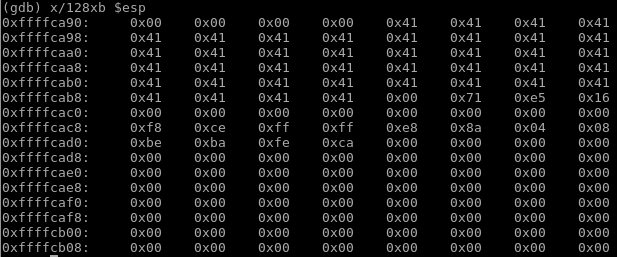 (gdb) x/128xb $esp
0xffffca90: 0x00 0x00 0x00 0x00 0x41 0x41 0x41 0x41
0xffffca98: 0x41 0x41 0x41 0x41 0x41 0x41 0x41 0x41
0xffffcaa0: 0x41 0x41 0x41 0x41 0x41 0x41 0x41 0x41
0xffffcaa8: 0x41 0x41 0x41 0x41 0x41 0x41 0x41 0x41
0xffffcab0: 0x41 0x41 0x41 0x41 0x41 0x41 0x41 0x41
0xffffcab8: 0x41 0x41 0x41 0x41 0x00 0x71 0xe5 0x16
0xffffcac0: 0x00 0x00 0x00 0x00 0x00 0x00 0x00 0x00
0xffffcac8: 0xf8 0xce 0xff 0xff 0xe8 0x8a 0x04 0x08
0xffffcad0: 0xbe 0xba 0xfe 0xca 0x00 0x00 0x00 0x00
0xffffcad8: 0x00 0x00 0x00 0x00 0x00 0x00 0x00 0x00
0xffffcae0: 0x00 0x00 0x00 0x00 0x00 0x00 0x00 0x00
0xffffcae8: 0x00 0x00 0x00 0x00 0x00 0x00 0x00 0x00
0xffffcaf0: 0x00 0x00 0x00 0x00 0x00 0x00 0x00 0x00
0xffffcaf8: 0x00 0x00 0x00 0x00 0x00 0x00 0x00 0x00
0xffffcb00: 0x00 0x00 0x00 0x00 0x00 0x00 0x00 0x00
0xffffcb08: 0x00 0x00 0x00 0x00 0x00 0x00 0x00 0x00